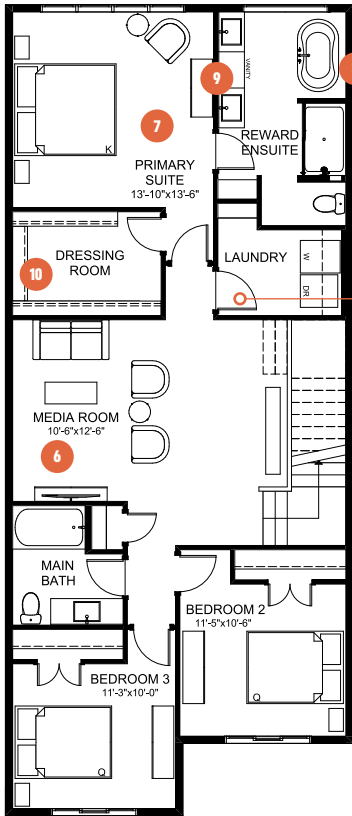 VANITY
9
7
K
REWARD
ENSUITE
PRIMARY
SUITE
13'-10"x13'-6"
DRESSING
ROOM
10
LAUNDRY
W
DR
MEDIA ROOM
10'-6"x12'-6"
6
MAIN
BATH
BEDROOM 2
11'-5"x10'-6"
Q
BEDROOM 3
11'-3"x10'-0"
Q